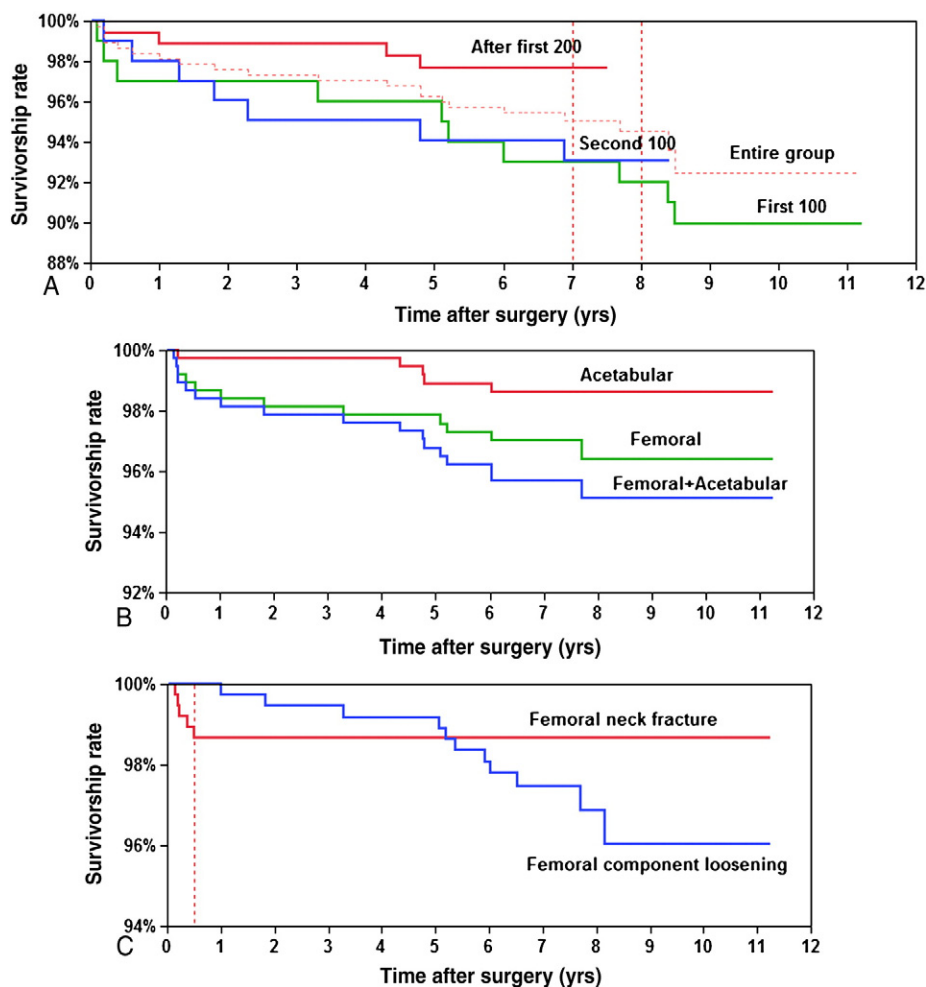 100%
98%
96%
94%
92%
90%
88%
Survivorship rate
After first 200
Second 100
Entire group
First 100
A
0 1 2 3 4 5 6 7 8 9 10 11 12
Time after surgery (yrs)
100%
98%
96%
94%
92%
Survivorship rate
Acetabular
Femoral
Femoral+Acetabular
B
0 1 2 3 4 5 6 7 8 9 10 11 12
Time after surgery (yrs)
100%
98%
96%
94%
Survivorship rate
Femoral neck fracture
Femoral component loosening
C
0 1 2 3 4 5 6 7 8 9 10 11 12
Time after surgery (yrs)